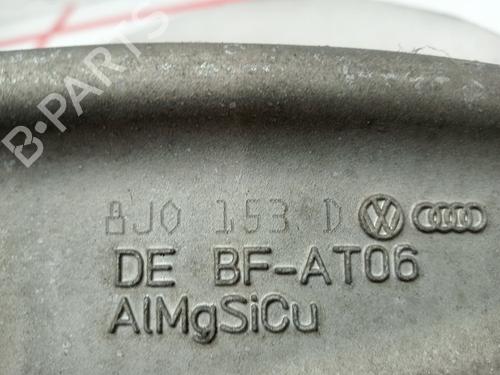 B-PARTS
8J0 153 D
DE BF-AT06
AlMgSiCu